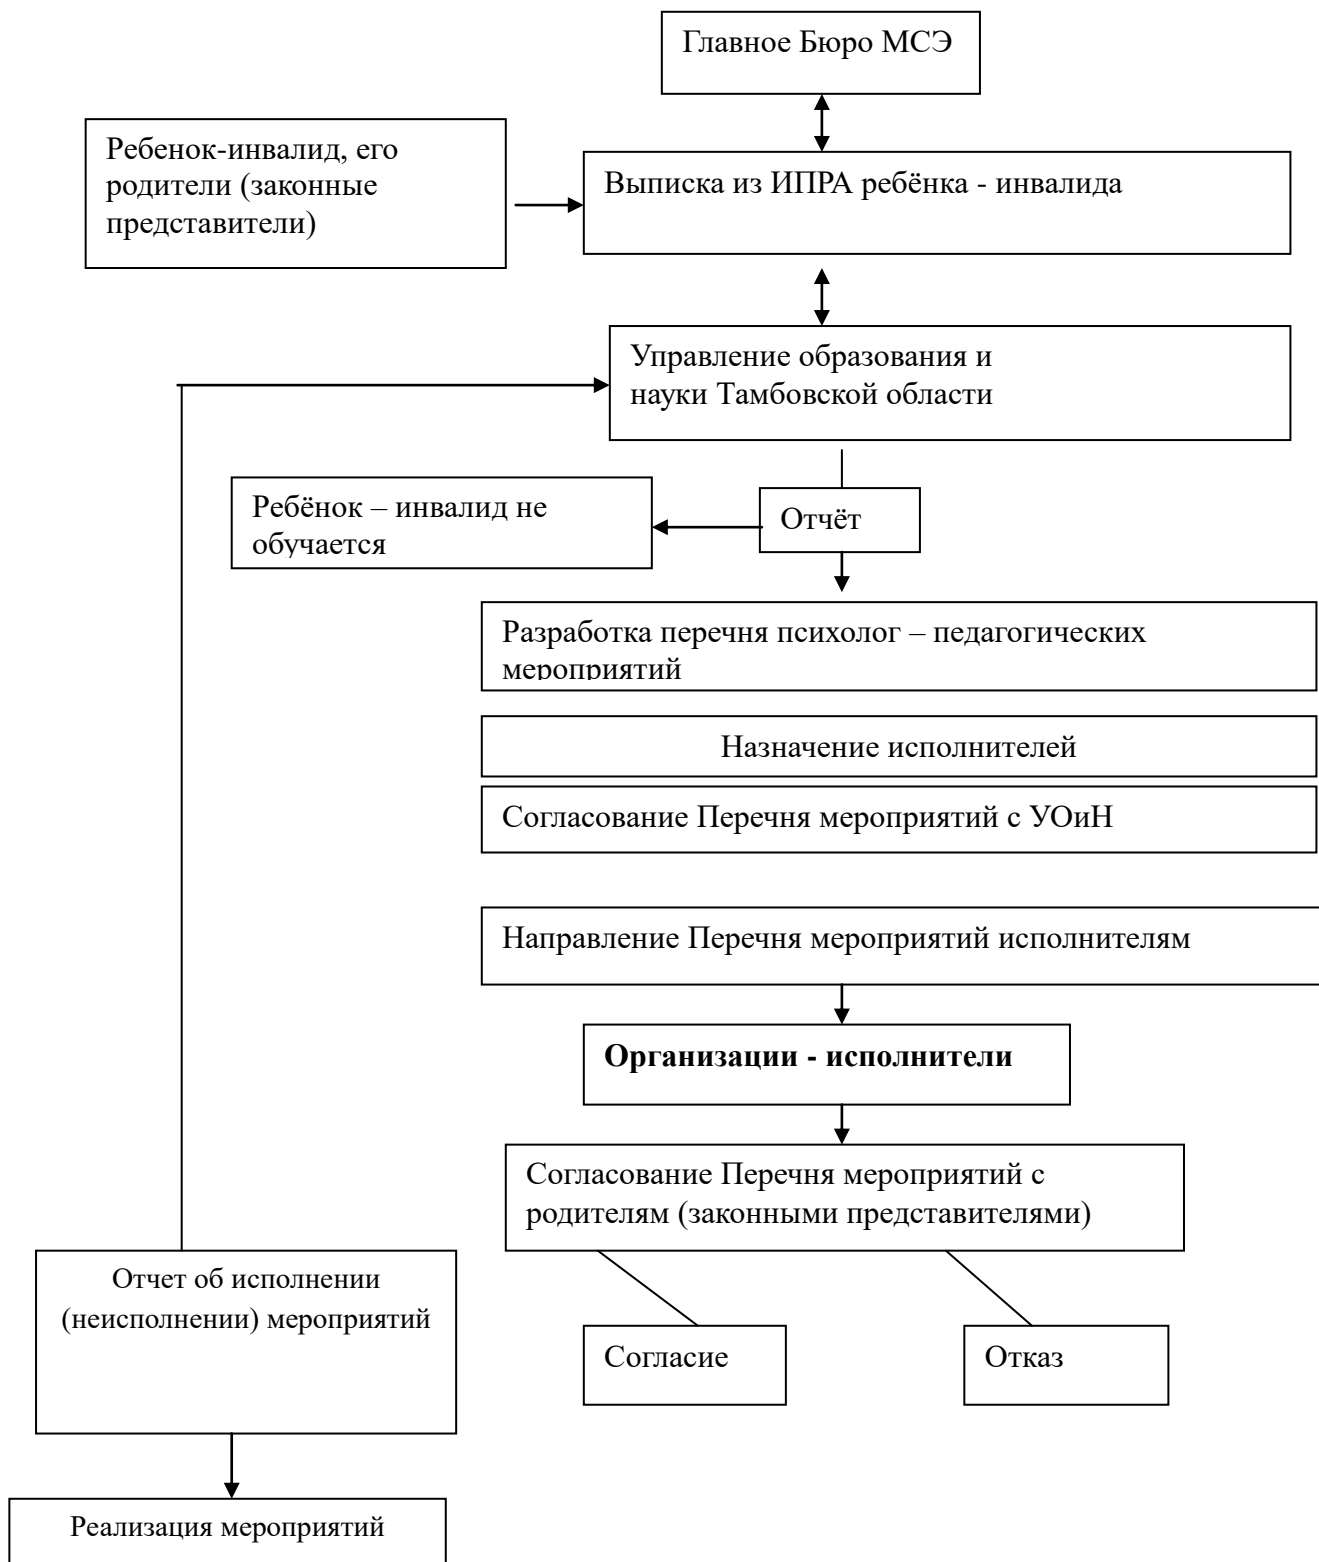 Главное Бюро МСЭ
Ребенок-инвалид, его
родители (законные
представители)
Выписка из ИПРА ребёнка - инвалида
Управление образования и
науки Тамбовской области
Ребёнок – инвалид не
обучается
Отчёт
Разработка перечня психолог – педагогических
мероприятий
Назначение исполнителей
Согласование Перечня мероприятий с УОиН
Направление Перечня мероприятий исполнителям
Организации - исполнители
Согласование Перечня мероприятий с
родителям (законными представителями)
Отчет об исполнении
(неисполнении) мероприятий
Согласие
Отказ
Реализация мероприятий